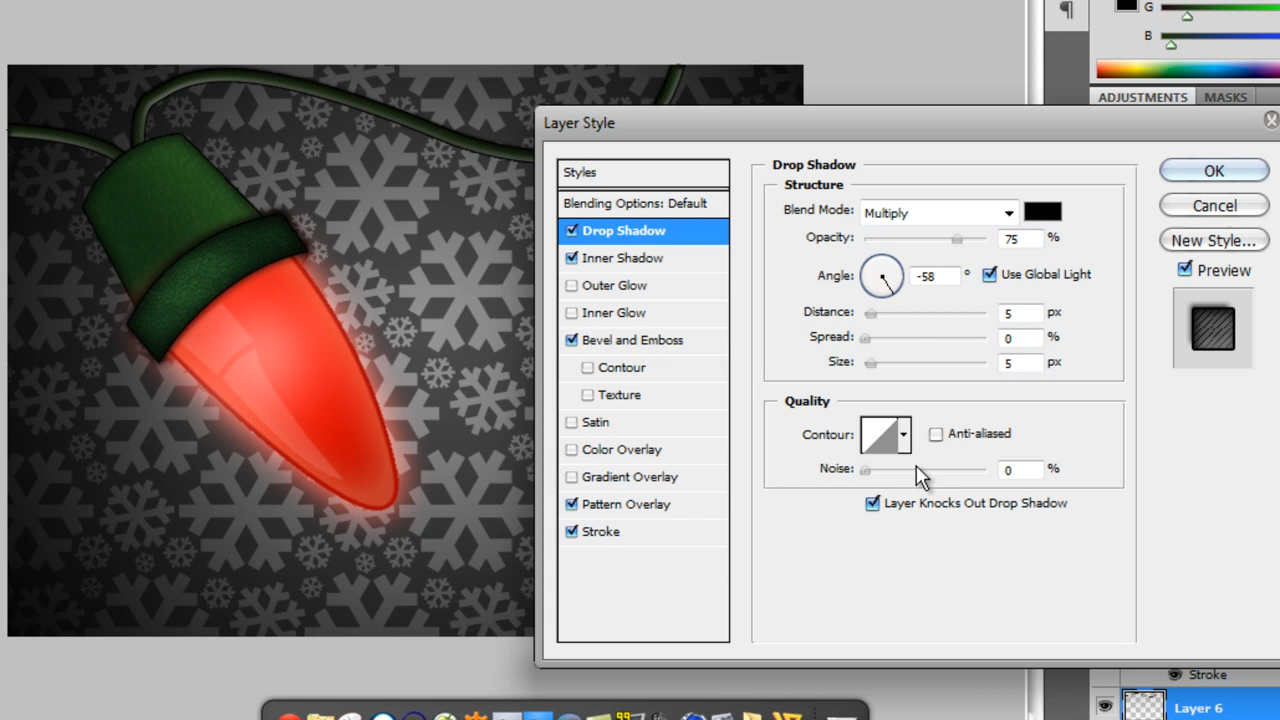 G
B
ADJUSTMENTS MASKS
Layer Style
Styles
Blending Options: Default
Drop Shadow
Inner Shadow
Outer Glow
Inner Glow
Bevel and Emboss
Contour
Texture
Satin
Color Overlay
Gradient Overlay
Pattern Overlay
Stroke
Drop Shadow
Structure
Blend Mode: Multiply
Opacity: 75 %
Angle: -58 ° Use Global Light
Distance: 5 px
Spread: 0 %
Size: 5 px
Quality
Contour: Anti-aliased
Noise: 0 %
Layer Knocks Out Drop Shadow
OK
Cancel
New Style...
Preview
Stroke
Layer 6
99